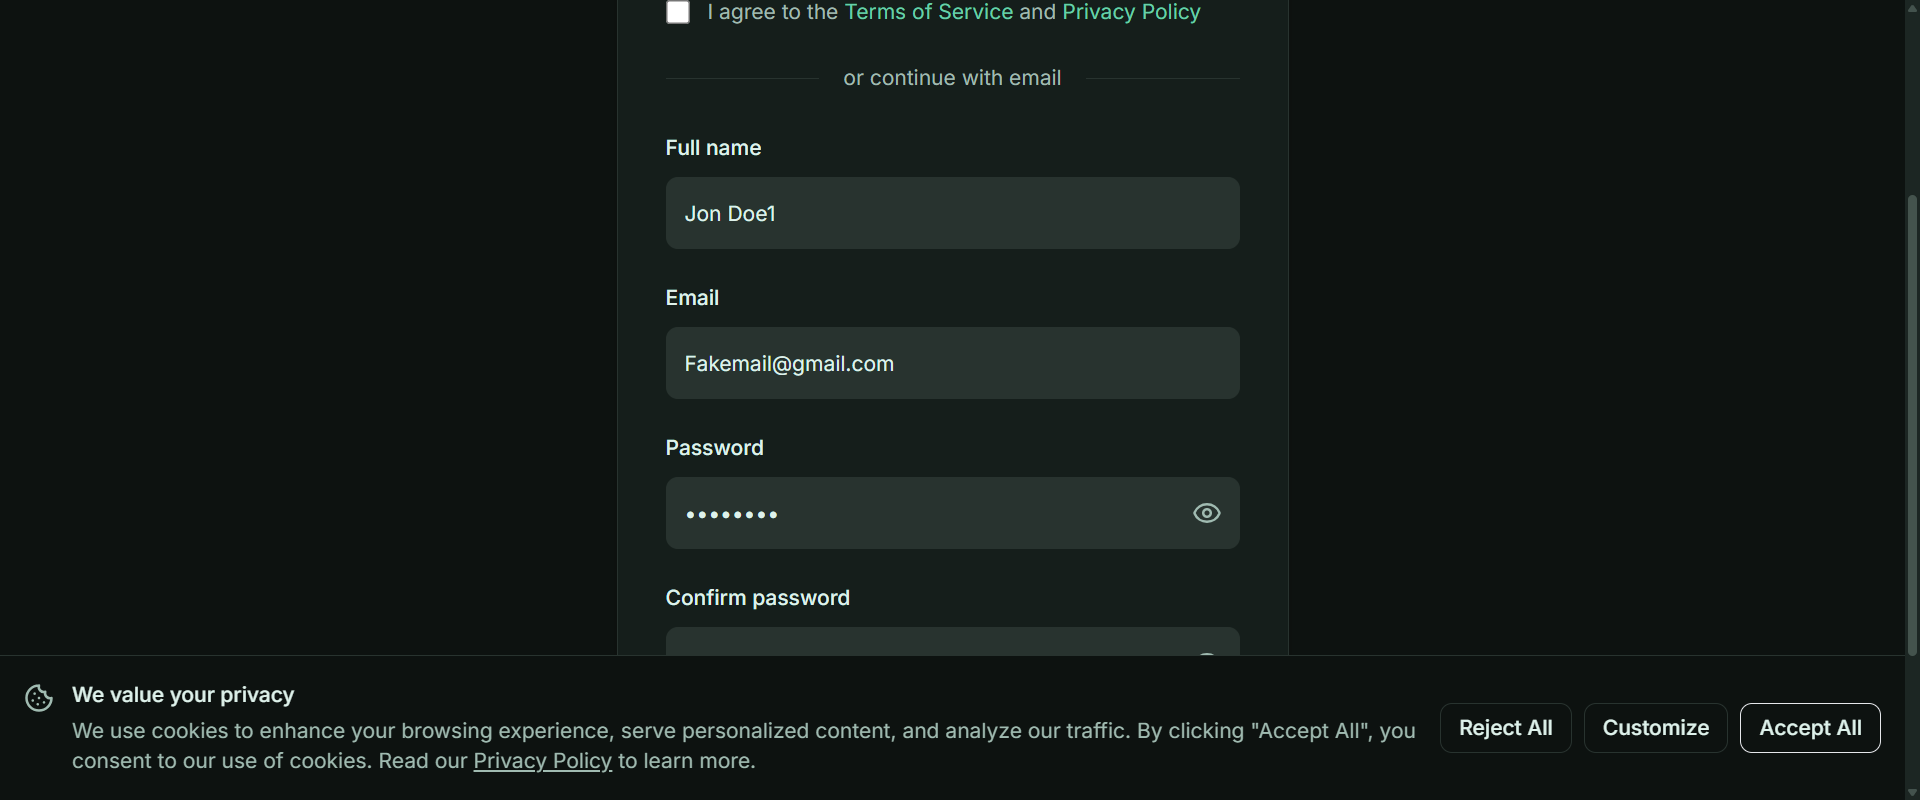 I agree to the Terms of Service and Privacy Policy
or continue with email
Full name
Jon Doe1
Email
Fakemail@gmail.com
Password
••••••••
Confirm password
We value your privacy
We use cookies to enhance your browsing experience, serve personalized content, and analyze our traffic. By clicking "Accept All", you
consent to our use of cookies. Read our Privacy Policy to learn more.
Reject All
Customize
Accept All